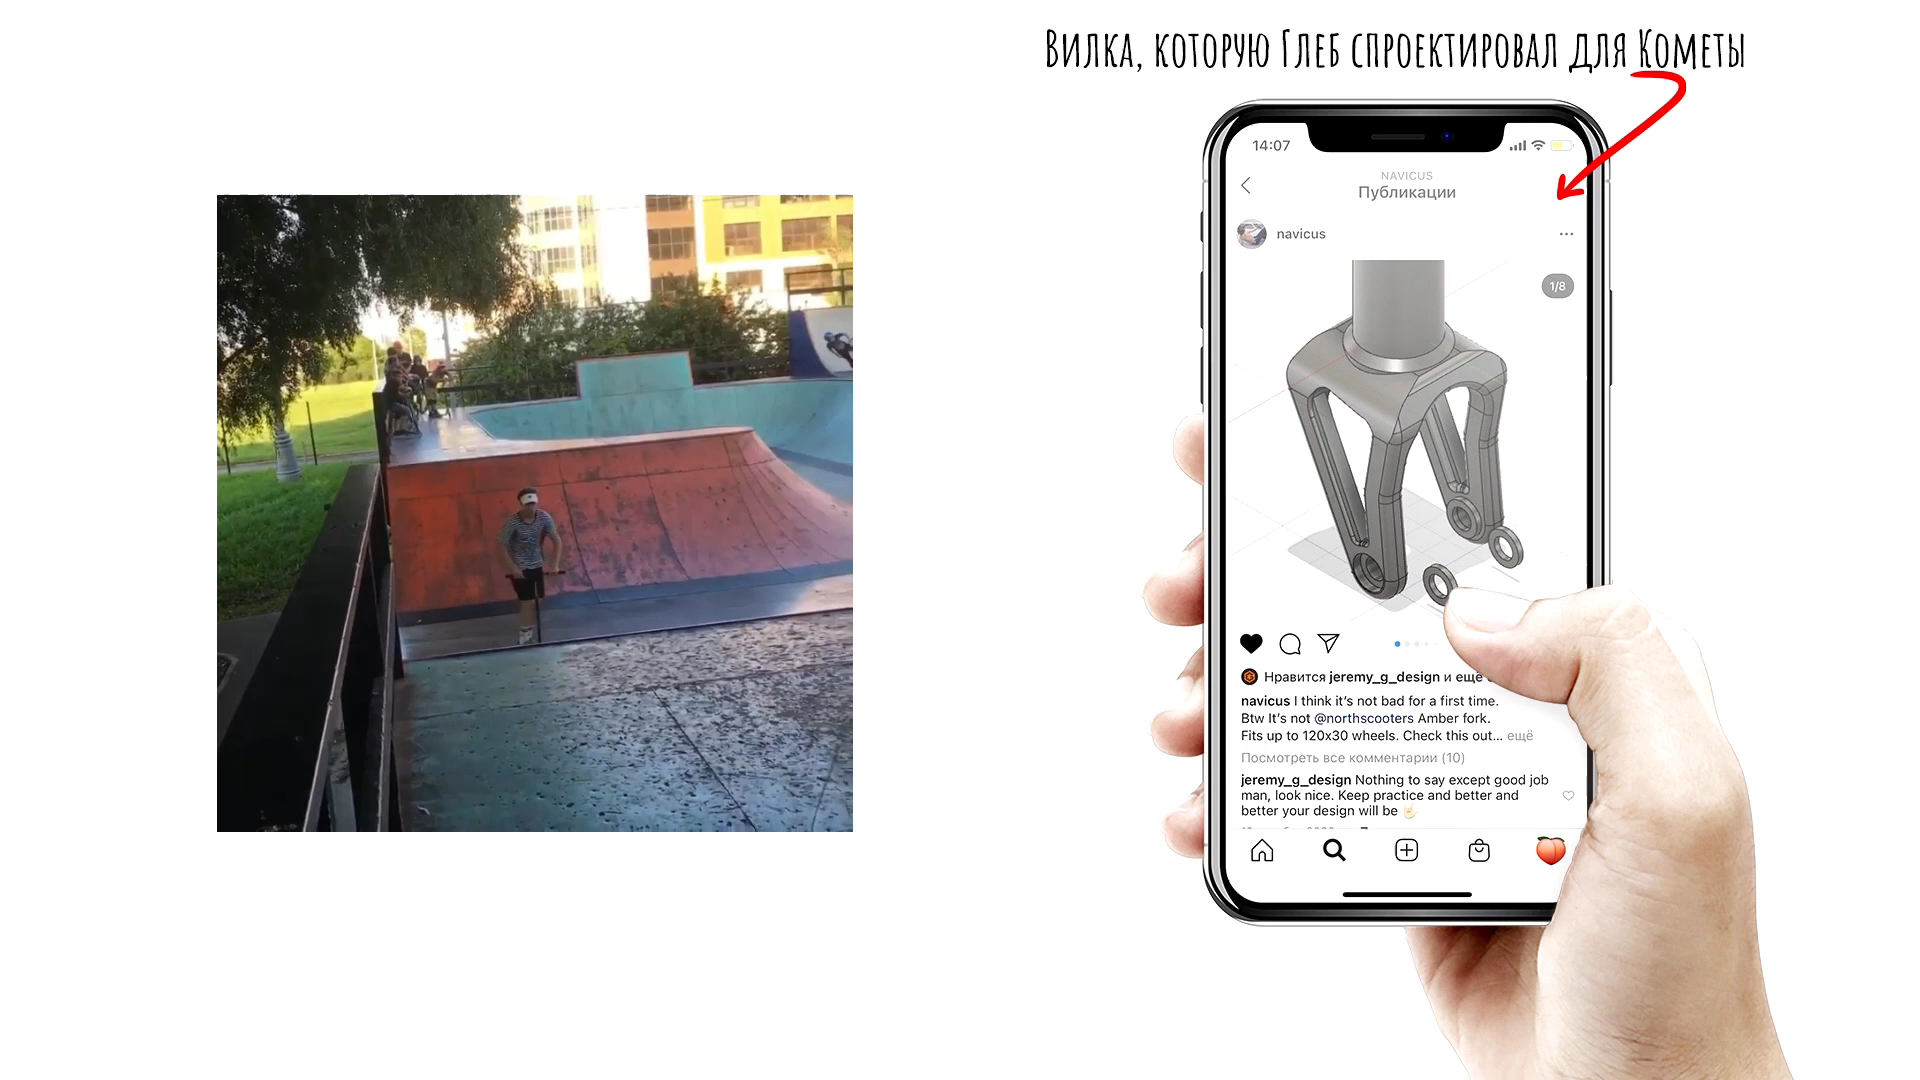 Вилка, которую Глеб спроектировал для Кометы
14:07
NAVICUS
Публикации
navicus
1/8
Нравится jeremy_g_design и ещё
navicus I think it's not bad for a first time.
Btw It's not @northscooters Amber fork.
Fits up to 120x30 wheels. Check this out... ещё
Посмотреть все комментарии (10)
jeremy_g_design Nothing to say except good job
man, look nice. Keep practice and better and
better your design will be